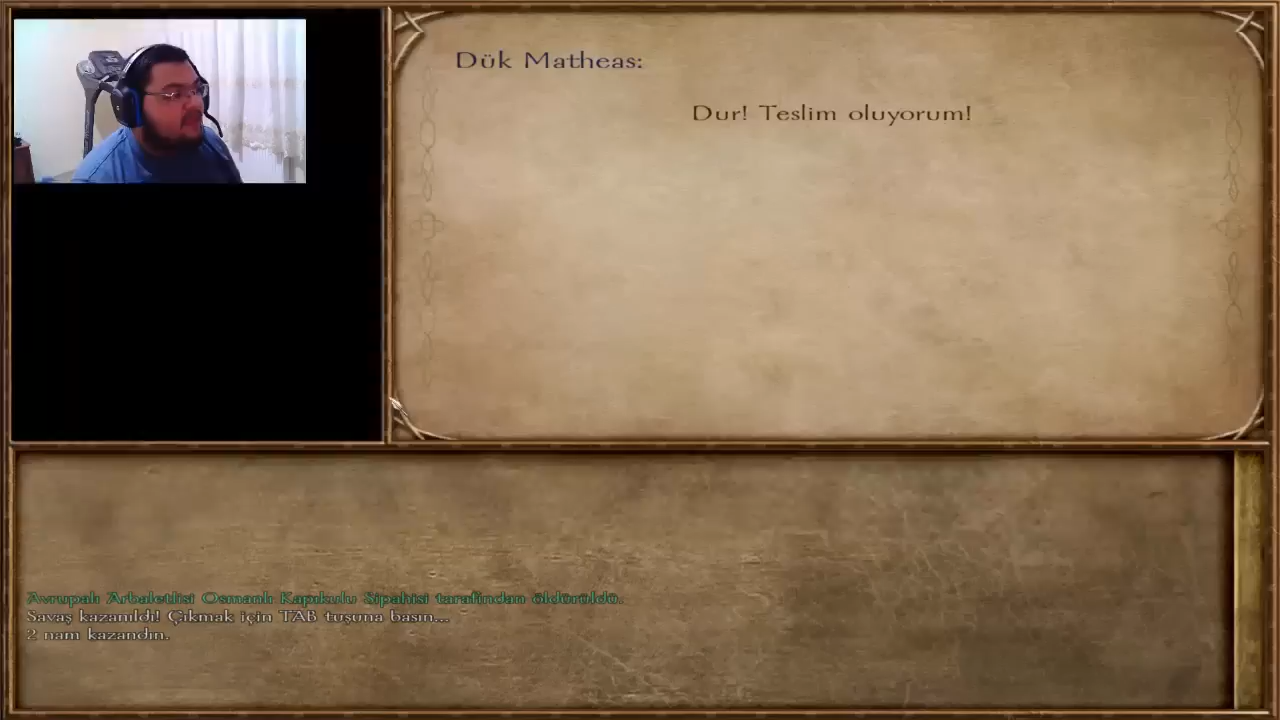 Dük Matheas:
Dur! Teslim oluyorum!
Avrupalı Arbaletlisi Osmanlı Kapıkulu Sipahisi tarafından öldürüldü.
Savaş kazanıldı! Çıkmak için TAB tuşuna basın...
2 nam kazandın.